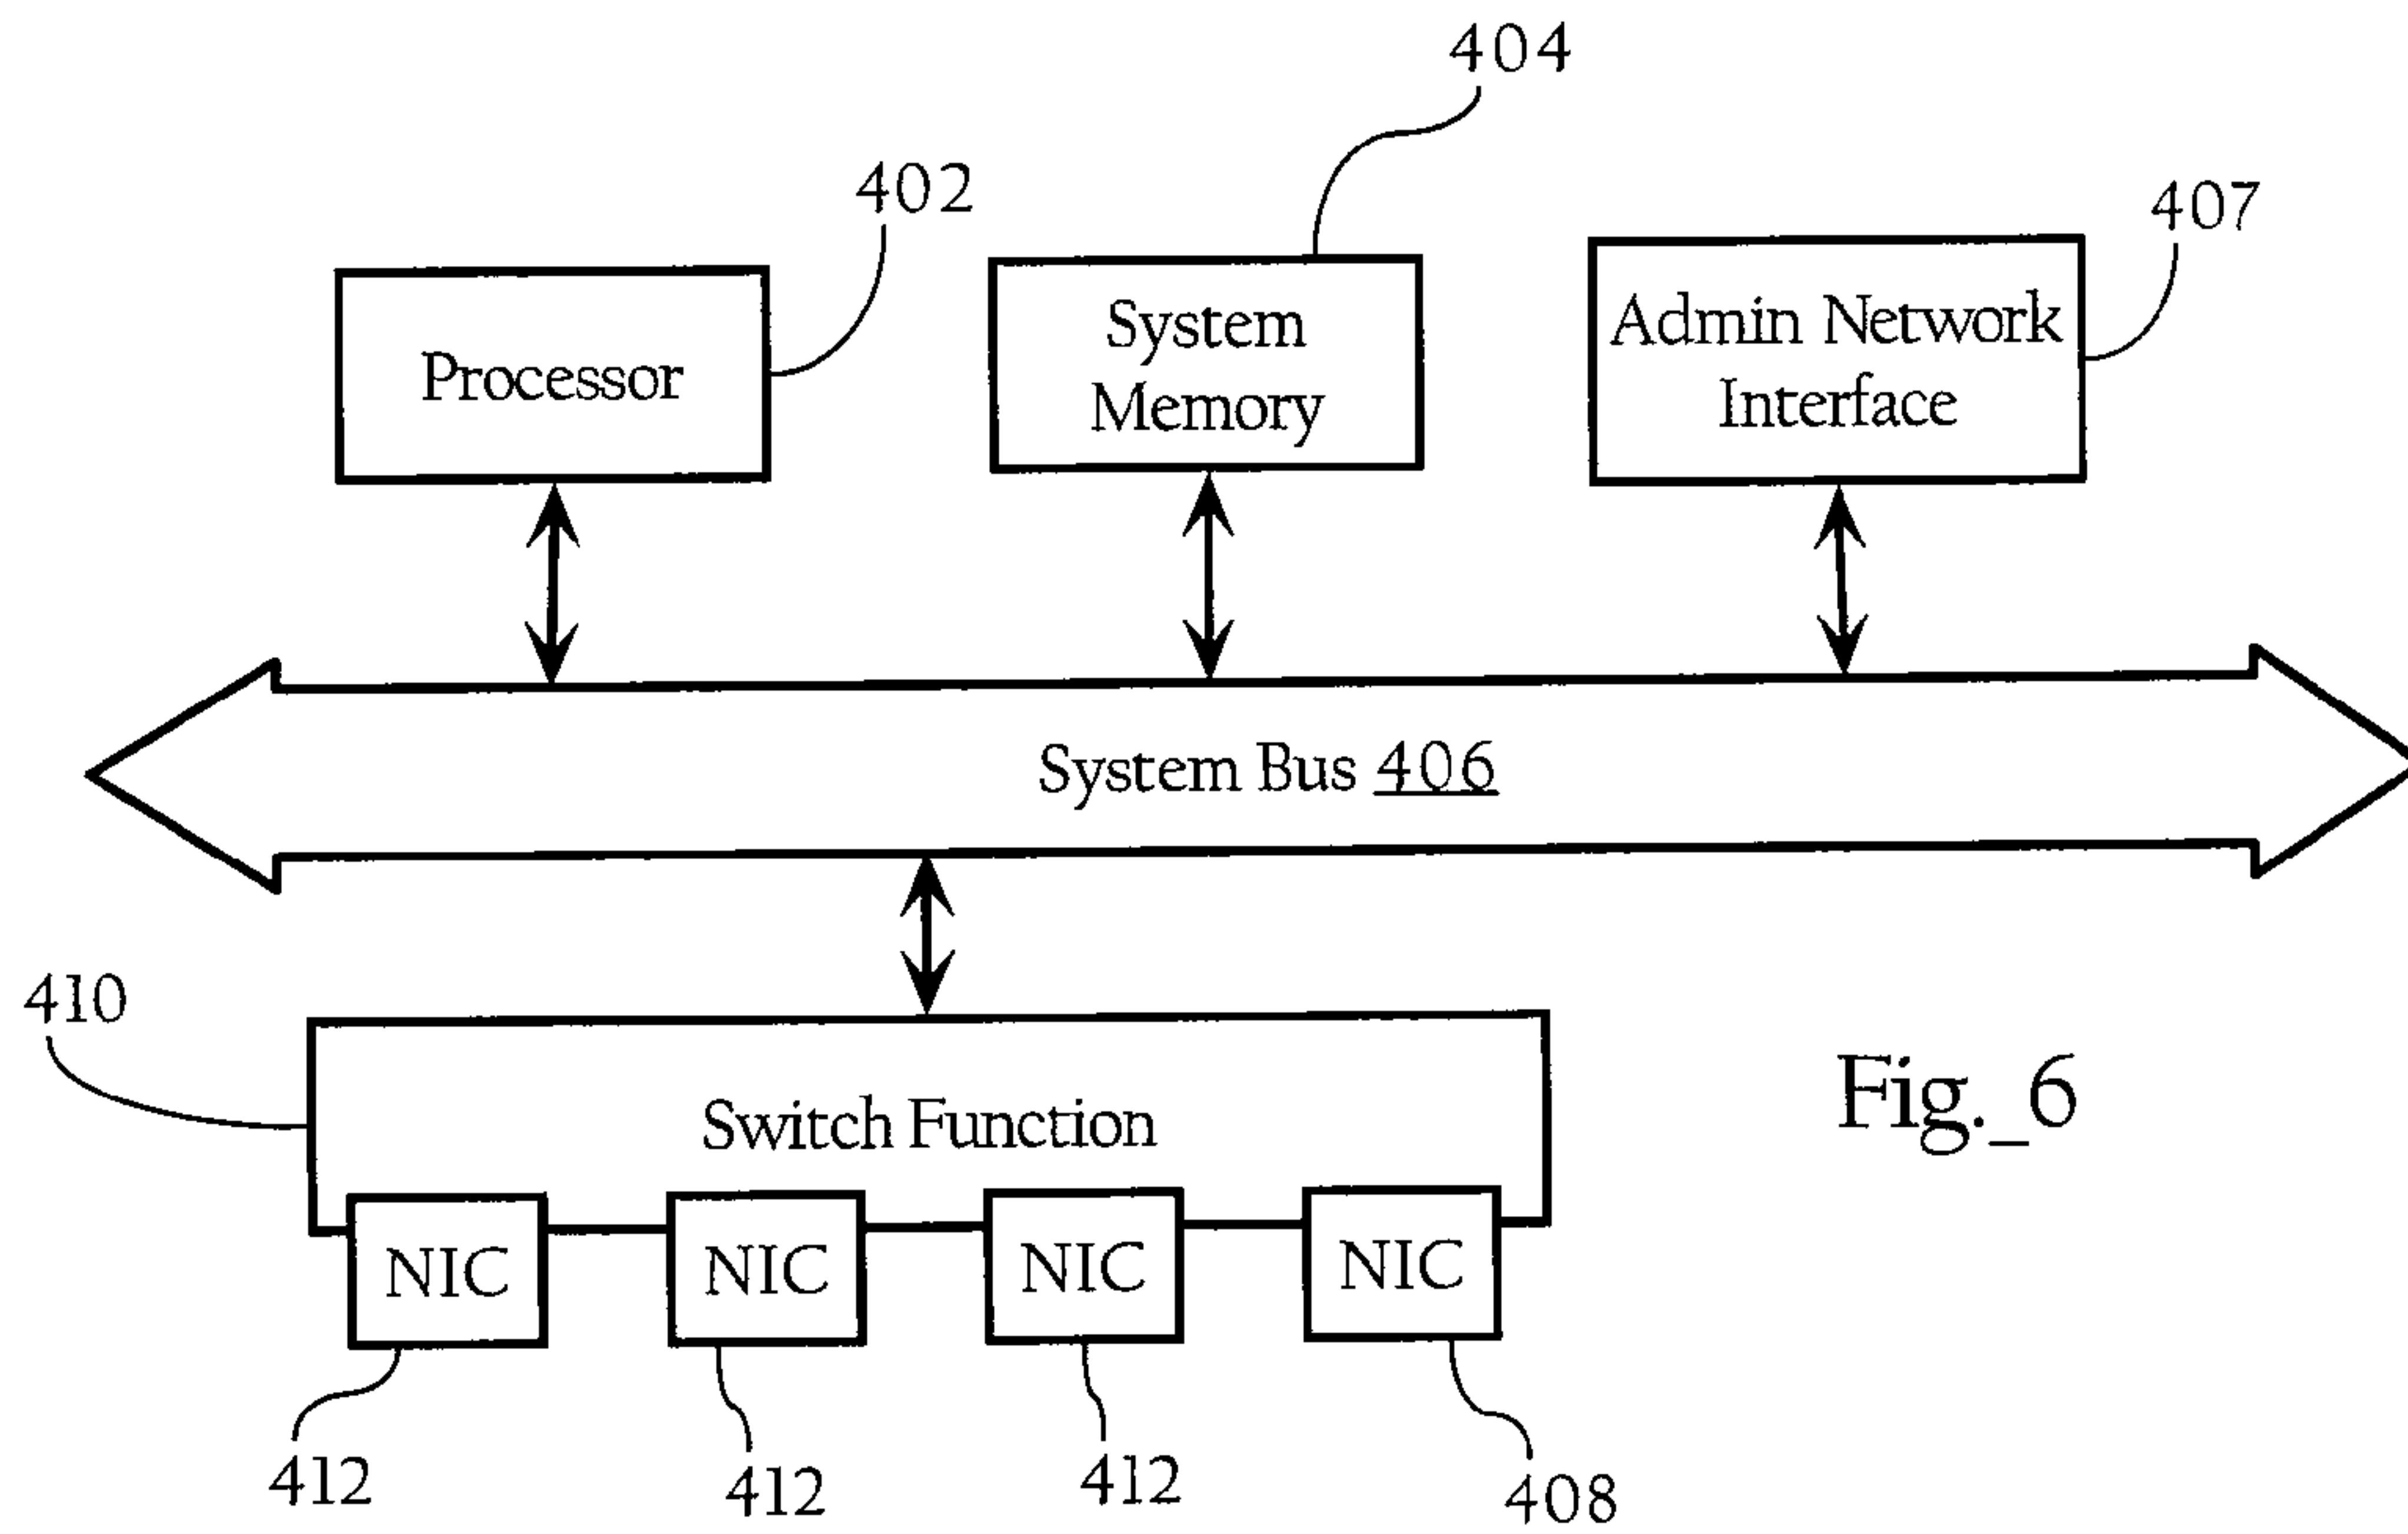 404
402
407
Processor
System
Memory
Admin Network
Interface
System Bus 406
410
Switch Function
Fig._6
NIC
NIC
NIC
NIC
412
412
412
408